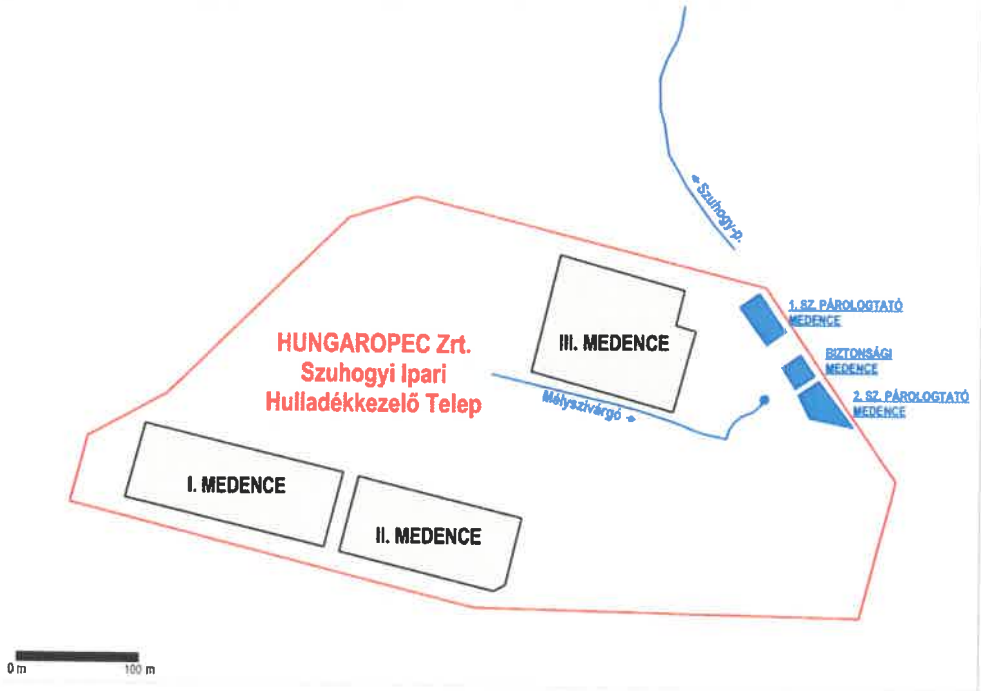 ← Szuhogy-p.
1. SZ. PÁROLOGTATÓ
MEDENCE
HUNGAROPEC Zrt.
Szuhogyi Ipari
Hulladékkezelő Telep
III. MEDENCE
BIZTONSÁGI
MEDENCE
2. SZ. PÁROLOGTATÓ
MEDENCE
Mélyszivárgó →
I. MEDENCE
II. MEDENCE
0 m
100 m